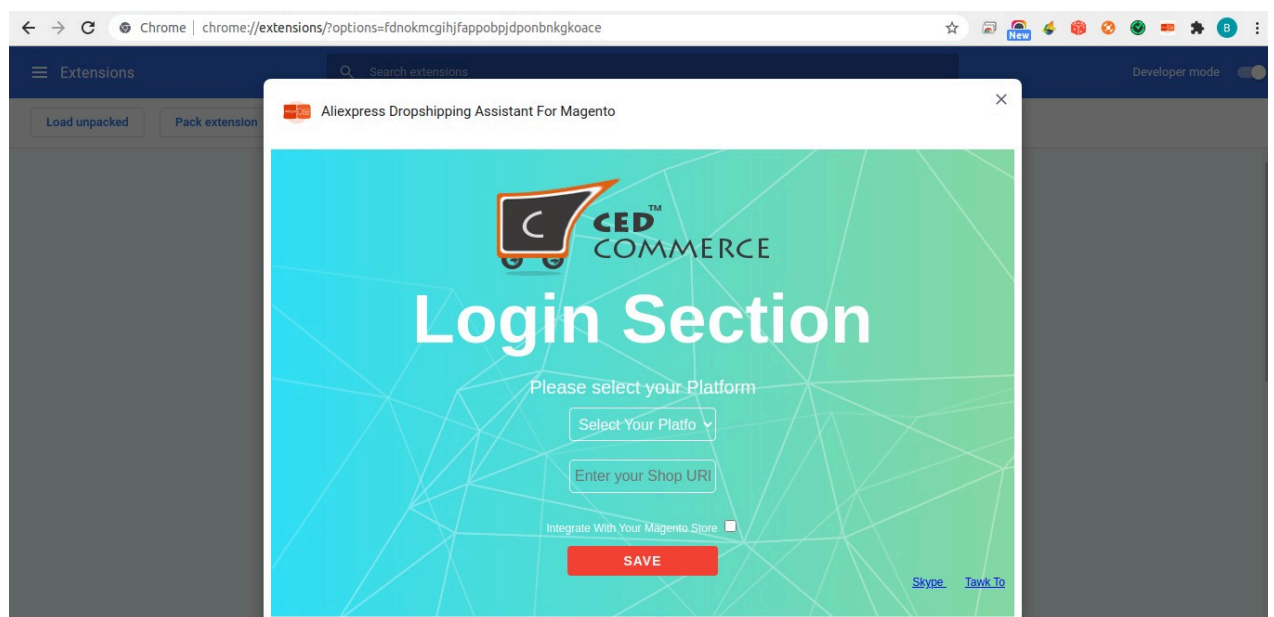 Chrome | chrome://extensions/?options=fdnokmcgihjfappobpjdponbnkgkoace
New
B
Extensions
Search extensions
Developer mode
Load unpacked
Pack extension
Aliexpress Dropshipping Assistant For Magento
C
CED™
COMMERCE
Login Section
Please select your Platform
Select Your Platfo
Enter your Shop URl
Integrate With Your Magento Store
SAVE
Skype Tawk To